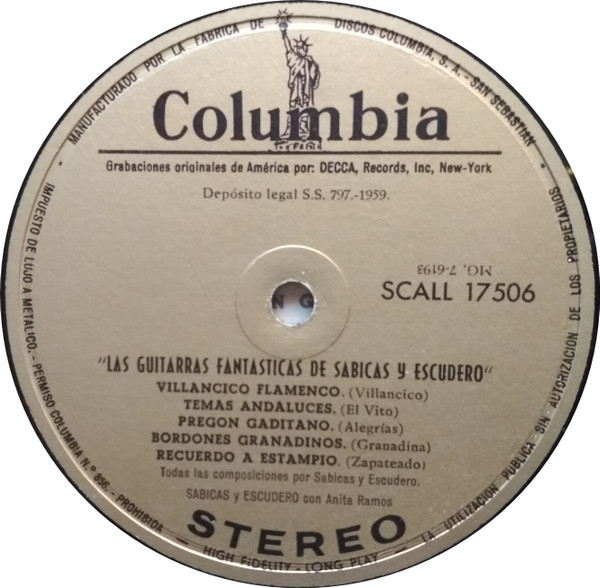 MANUFACTURADO POR LA FABRICA DE DISCOS COLUMBIA, S. A. - SAN SEBASTIAN
Columbia
Grabaciones originales de América por: DECCA, Records, Inc, New-York
Depósito legal S.S. 797.-1959.
MG. 7-6193
SCALL 17506
N G
"LAS GUITARRAS FANTASTICAS DE SABICAS Y ESCUDERO"
VILLANCICO FLAMENCO. (Villancico)
TEMAS ANDALUCES. (El Vito)
PREGON GADITANO. (Alegrías)
BORDONES GRANADINOS. (Granadina)
RECUERDO A ESTAMPIO. (Zapateado)
Todas las composiciones por Sabicas y Escudero.
SABICAS y ESCUDERO con Anita Ramos
STEREO
HIGH FIDELITY - LONG PLAY
IMPUESTO DE LUJO A METALICO. - PERMISO COLUMBIA N.º 856. - PROHIBIDA LA UTILIZACION PUBLICA SIN AUTORIZACION DE LOS PROPIETARIOS